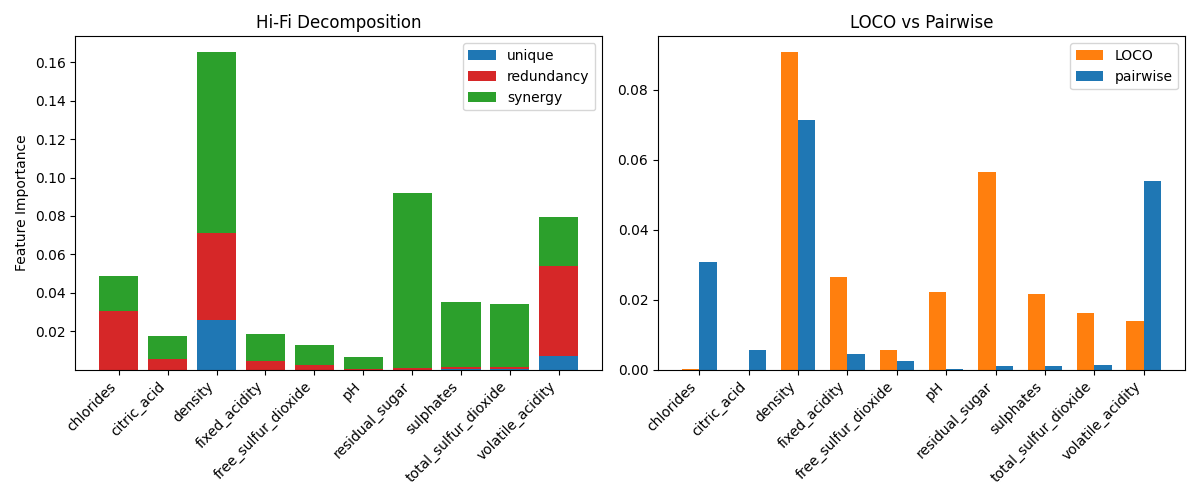 Hi-Fi Decomposition
Feature Importance
0.16
0.14
0.12
0.10
0.08
0.06
0.04
0.02
unique
redundancy
synergy
chlorides
citric_acid
density
fixed_acidity
free_sulfur_dioxide
pH
residual_sugar
sulphates
total_sulfur_dioxide
volatile_acidity
LOCO vs Pairwise
0.08
0.06
0.04
0.02
0.00
LOCO
pairwise
chlorides
citric_acid
density
fixed_acidity
free_sulfur_dioxide
pH
residual_sugar
sulphates
total_sulfur_dioxide
volatile_acidity